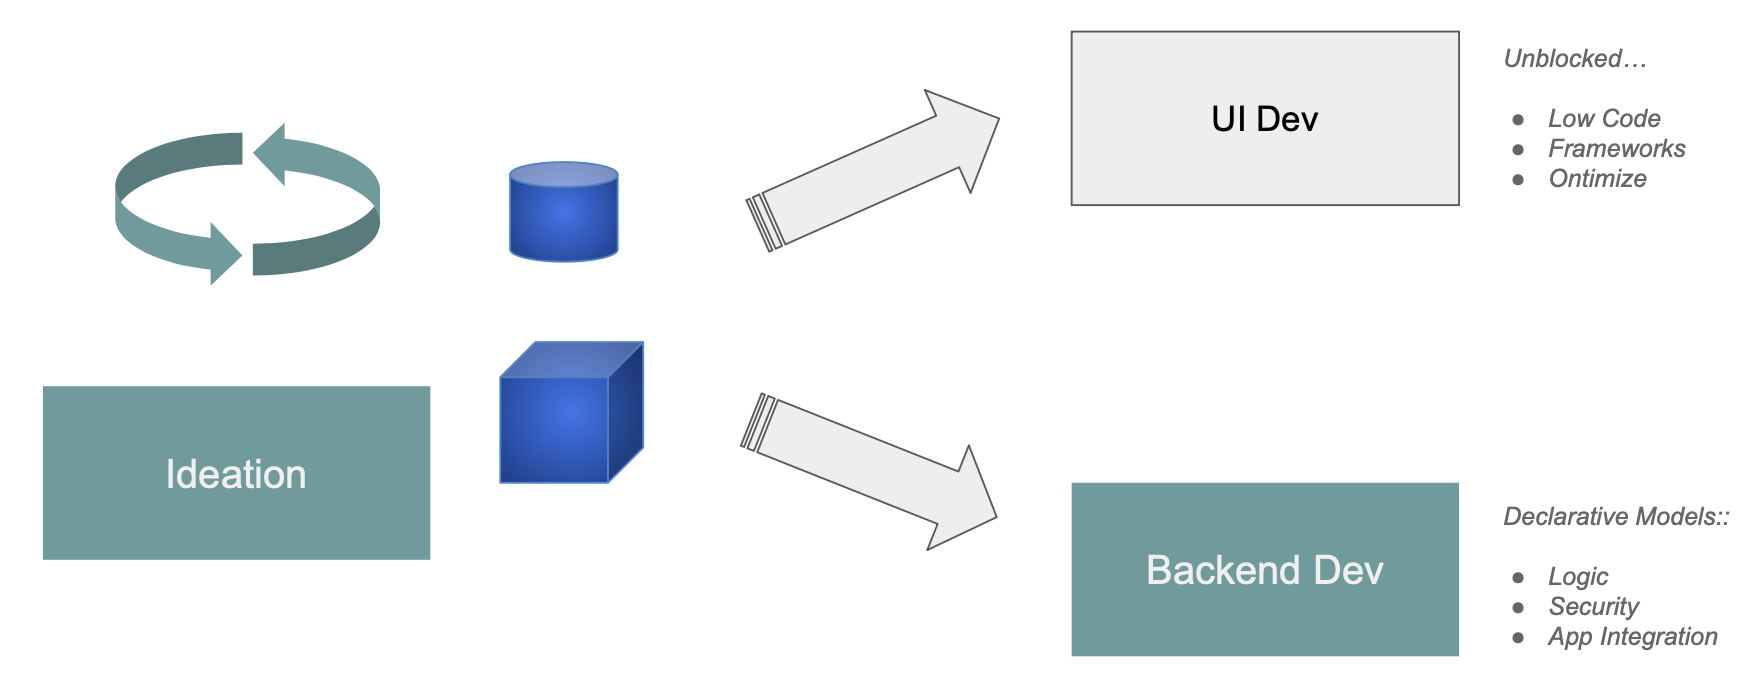 UI Dev
Unblocked…
● Low Code
● Frameworks
● Ontimize
Ideation
Backend Dev
Declarative Models::
● Logic
● Security
● App Integration